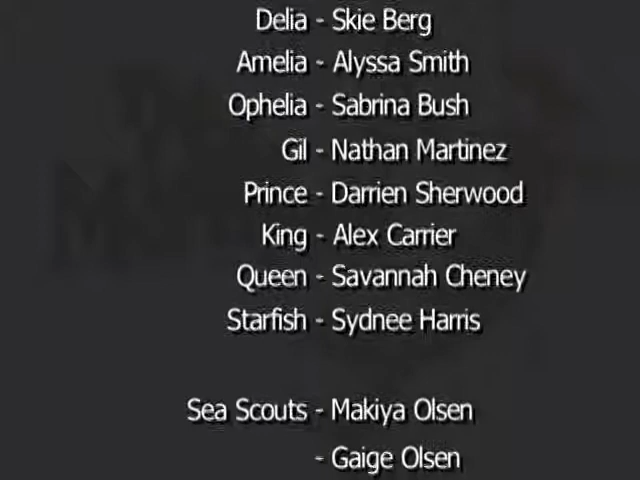 Delia - Skie Berg
Amelia - Alyssa Smith
Ophelia - Sabrina Bush
Gil - Nathan Martinez
Prince - Darrien Sherwood
King - Alex Carrier
Queen - Savannah Cheney
Starfish - Sydnee Harris
Sea Scouts - Makiya Olsen
- Gaige Olsen